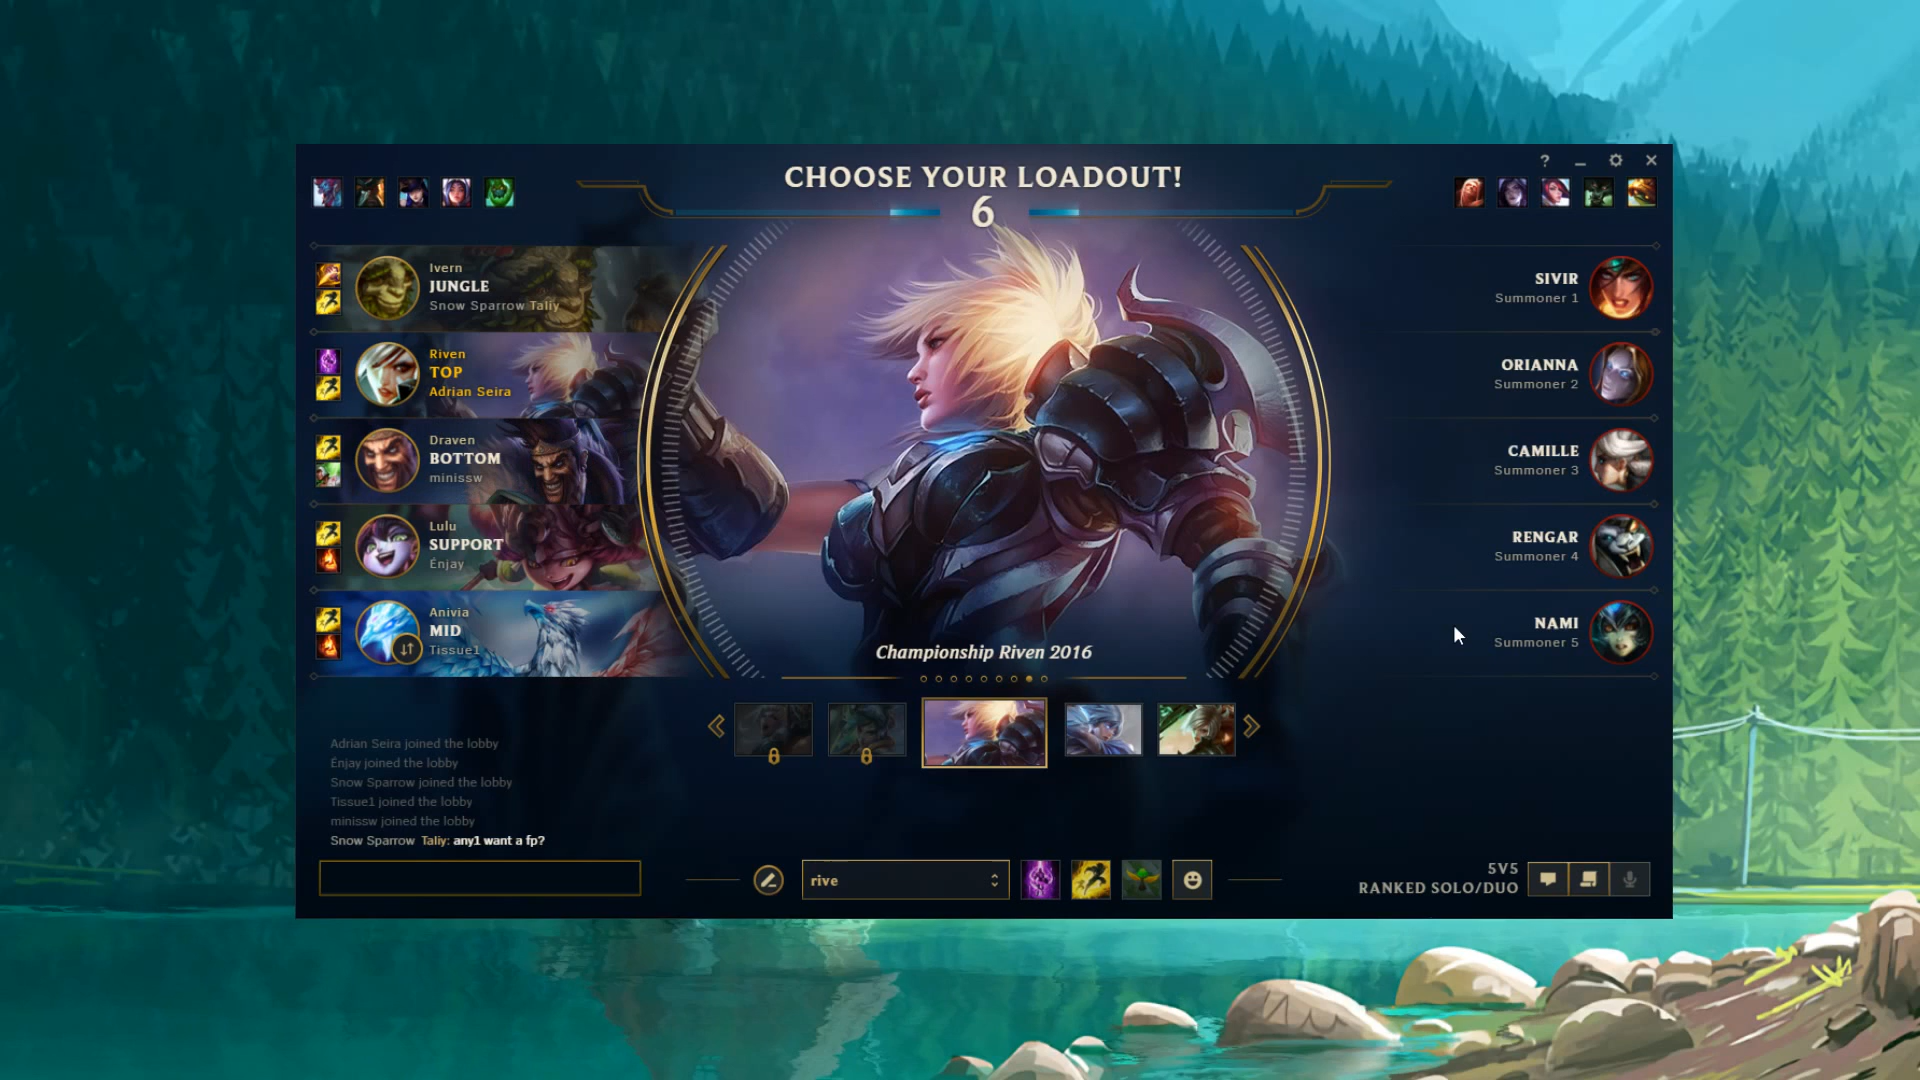 ?
CHOOSE YOUR LOADOUT!
6
Ivern
JUNGLE
Snow Sparrow Taliy
Riven
TOP
Adrian Seira
Draven
BOTTOM
minissw
Lulu
SUPPORT
Énjay
Anivia
MID
Tissue1
SIVIR
Summoner 1
ORIANNA
Summoner 2
CAMILLE
Summoner 3
RENGAR
Summoner 4
NAMI
Summoner 5
Championship Riven 2016
Adrian Seira joined the lobby
Énjay joined the lobby
Snow Sparrow joined the lobby
Tissue1 joined the lobby
minissw joined the lobby
Snow Sparrow Taliy: any1 want a fp?
rive
5V5
RANKED SOLO/DUO